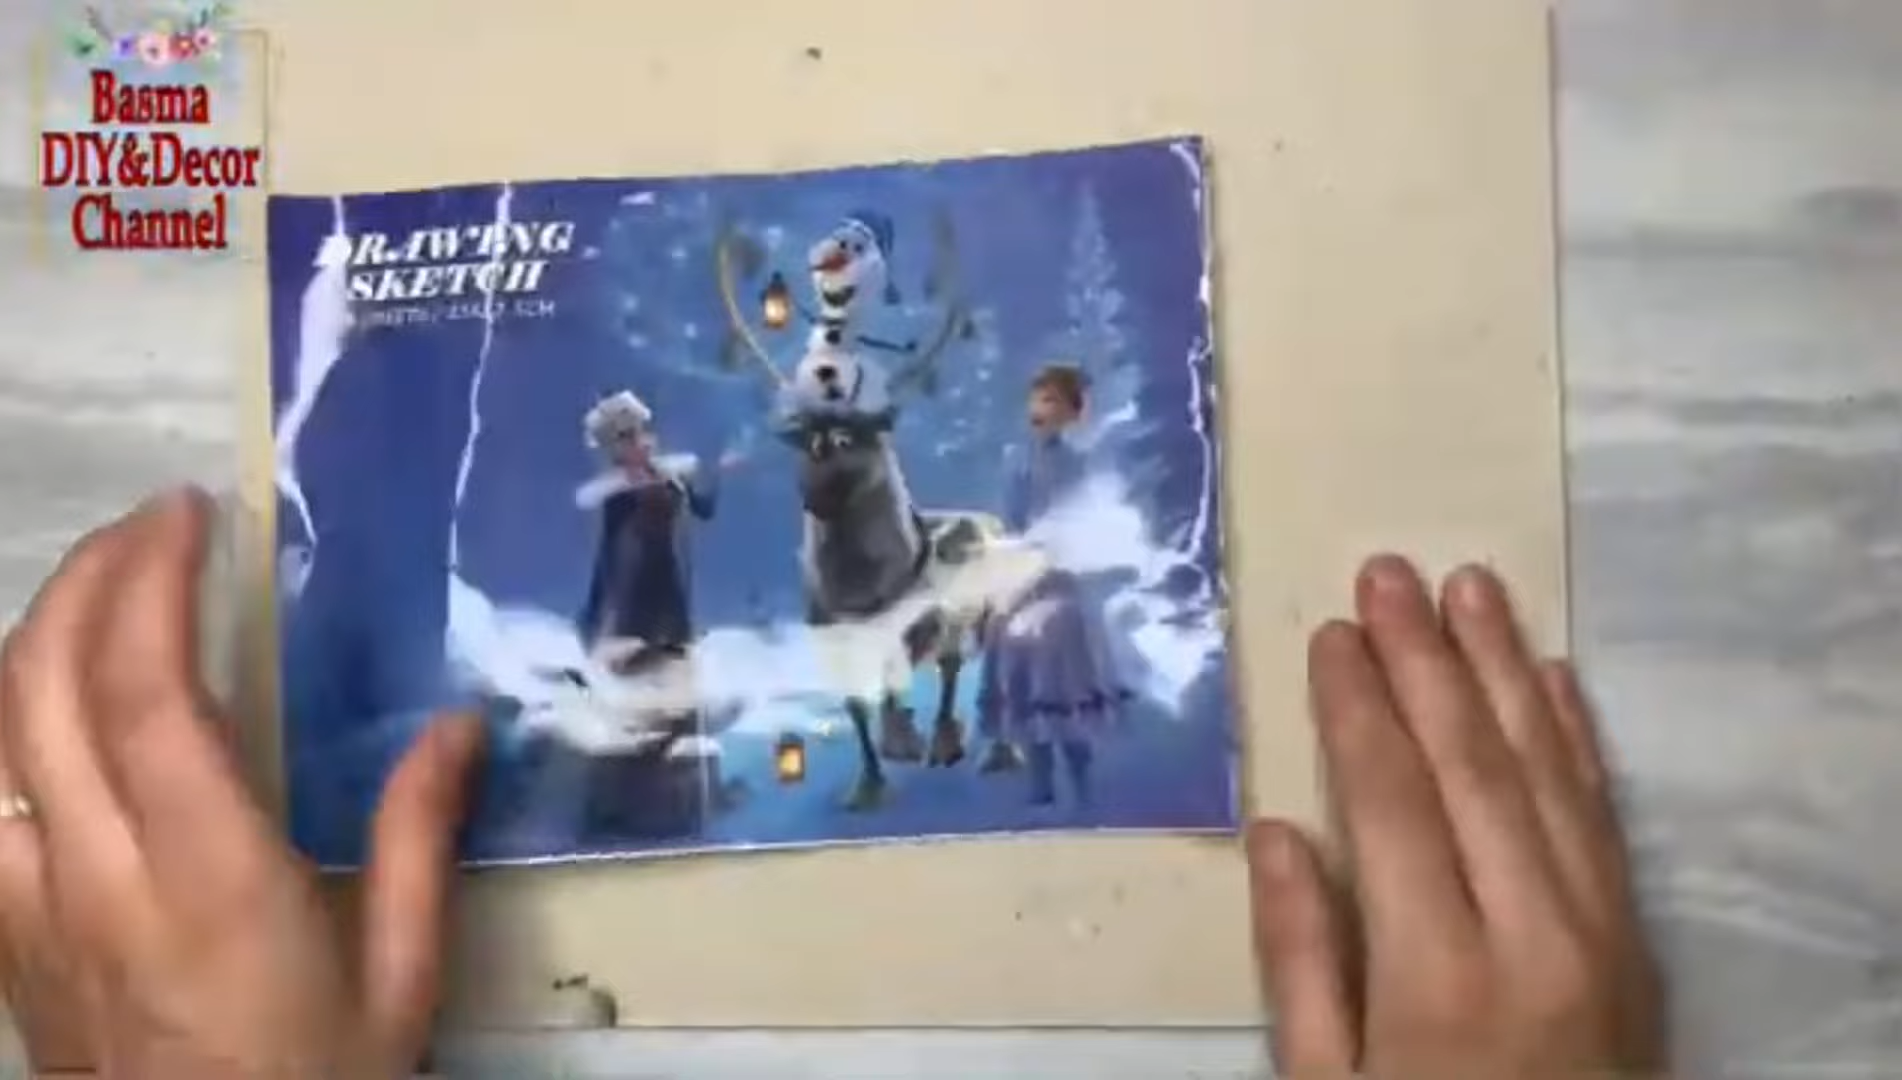 Basma
DIY&Decor
Channel
DRAWING
SKETCH